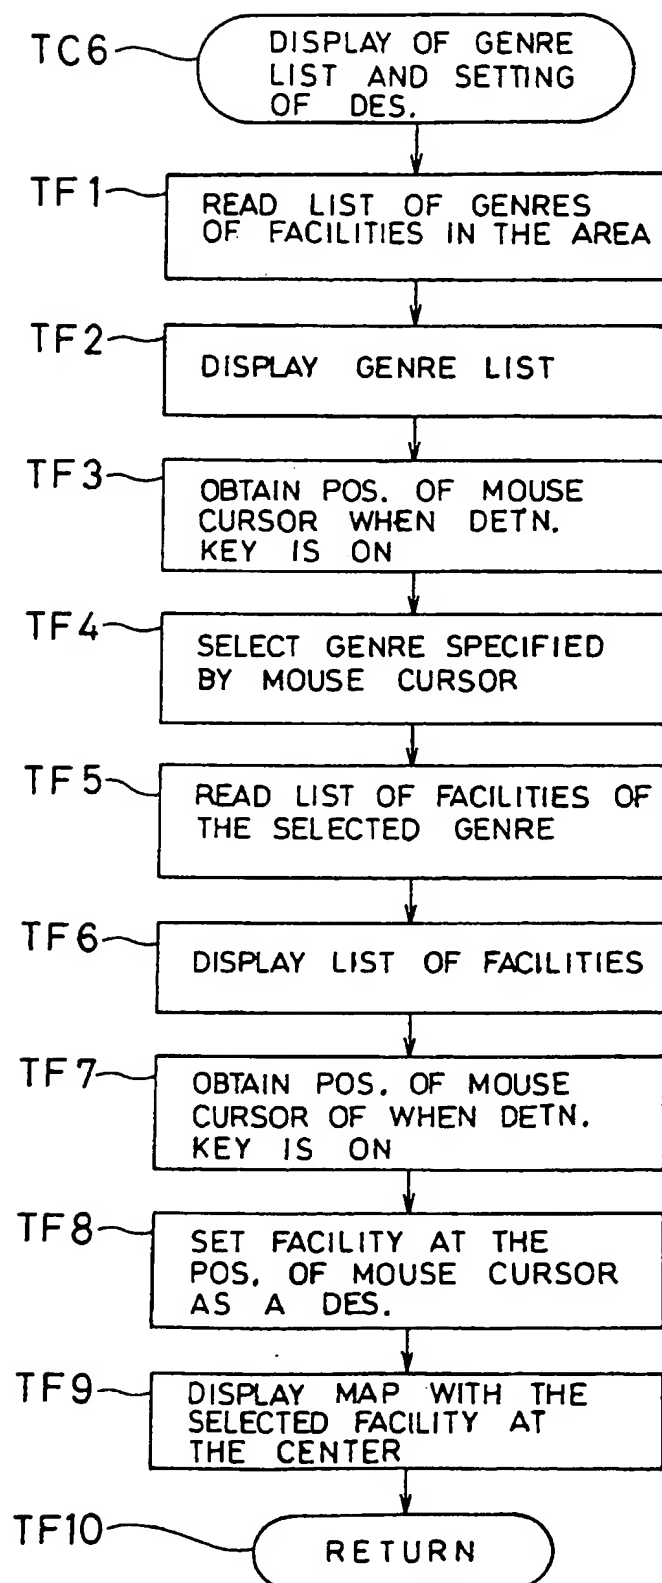 TC6
DISPLAY OF GENRE
LIST AND SETTING
OF DES.
TF1
READ LIST OF GENRES
OF FACILITIES IN THE AREA
TF2
DISPLAY GENRE LIST
TF3
OBTAIN POS. OF MOUSE
CURSOR WHEN DETN.
KEY IS ON
TF4
SELECT GENRE SPECIFIED
BY MOUSE CURSOR
TF5
READ LIST OF FACILITIES OF
THE SELECTED GENRE
TF6
DISPLAY LIST OF FACILITIES
TF7
OBTAIN POS. OF MOUSE
CURSOR OF WHEN DETN.
KEY IS ON
TF8
SET FACILITY AT THE
POS. OF MOUSE CURSOR
AS A DES.
TF9
DISPLAY MAP WITH THE
SELECTED FACILITY AT
THE CENTER
TF10
RETURN